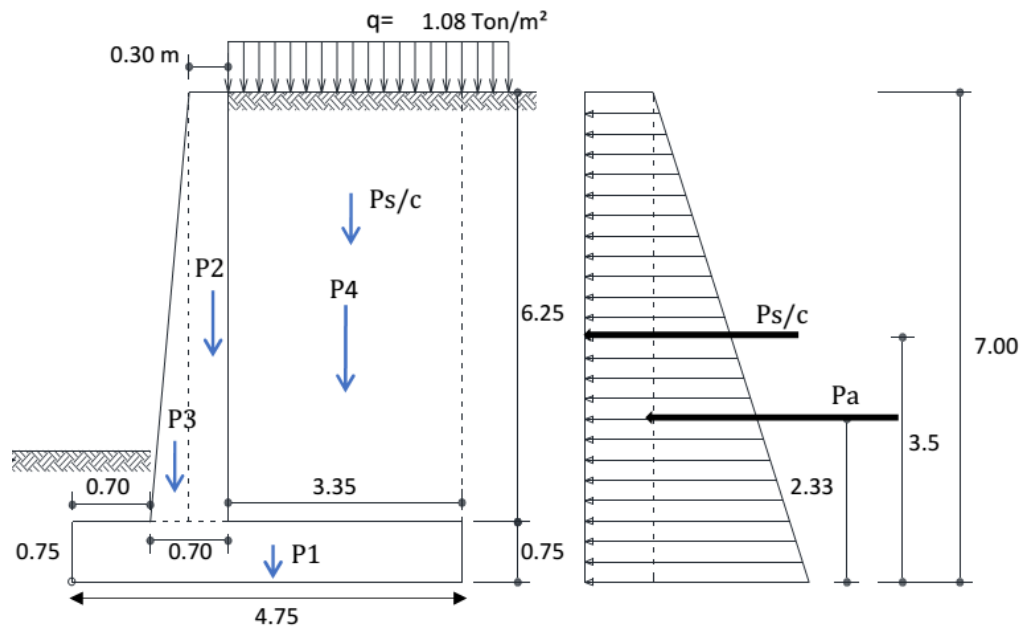 q= 1.08 Ton/m²
0.30 m
Ps/c
P2
P4
6.25
Ps/c
7.00
Pa
P3
3.5
0.70
3.35
2.33
0.75
0.70
P1
0.75
4.75